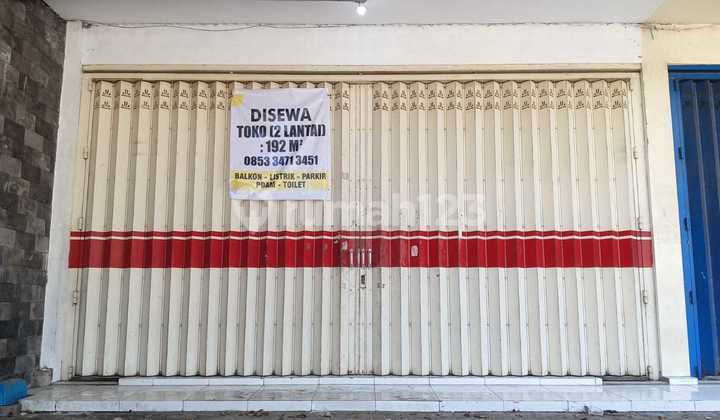 DISEWA
TOKO (2 LANTAI)
: 192 M²
0853 3471 3451
BALKON - LISTRIK - PARKIR
PDAM - TOILET
rumah123